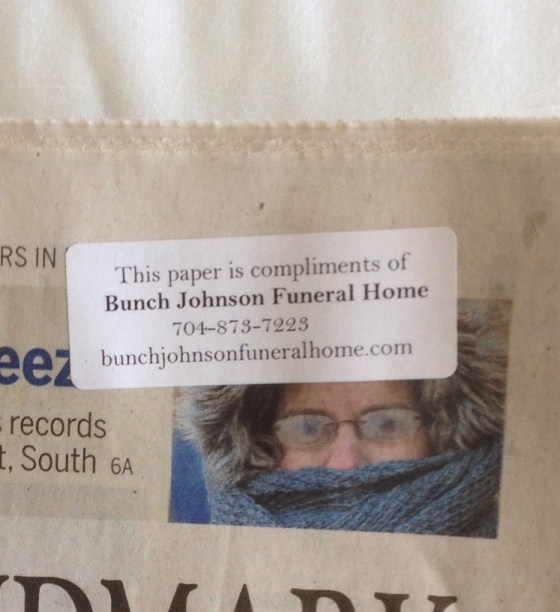 RS IN
This paper is compliments of
Bunch Johnson Funeral Home
704-873-7223
bunchjohnsonfuneralhome.com
eez
records
t, South 6A
DMARK